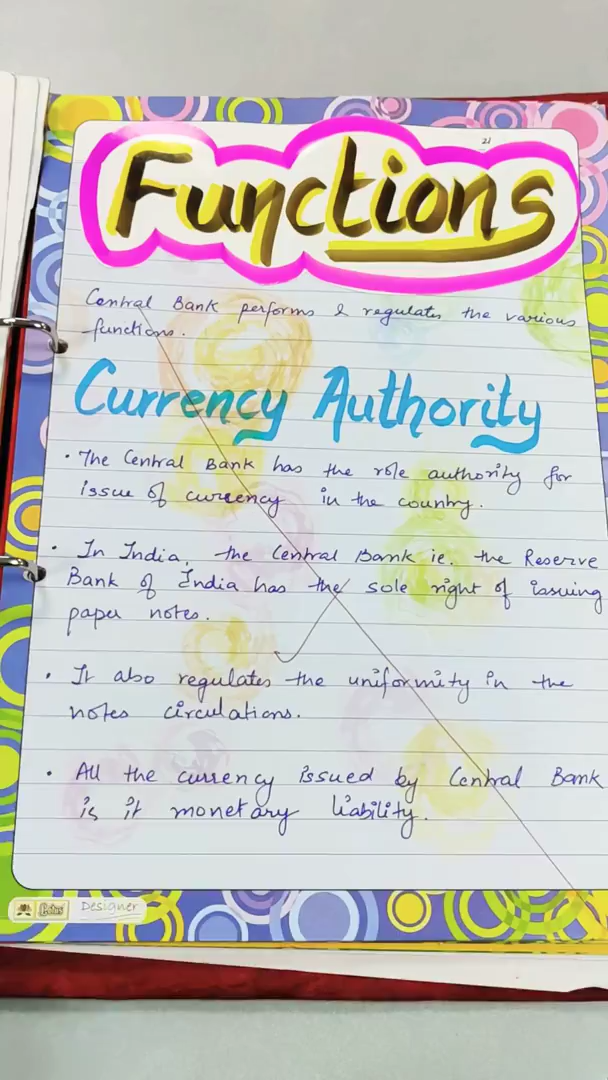 21
Functions
Central Bank performs & regulates the various
functions.
Currency Authority
• The Central Bank has the role authority for
issue of currency in the country.
• In India, the Central Bank ie. the Reserve
Bank of India has the sole right of issuing
paper notes.
• It also regulates the uniformity in the
notes circulations.
• All the currency issued by Central Bank
is it monetary liability.
Lotus Designer